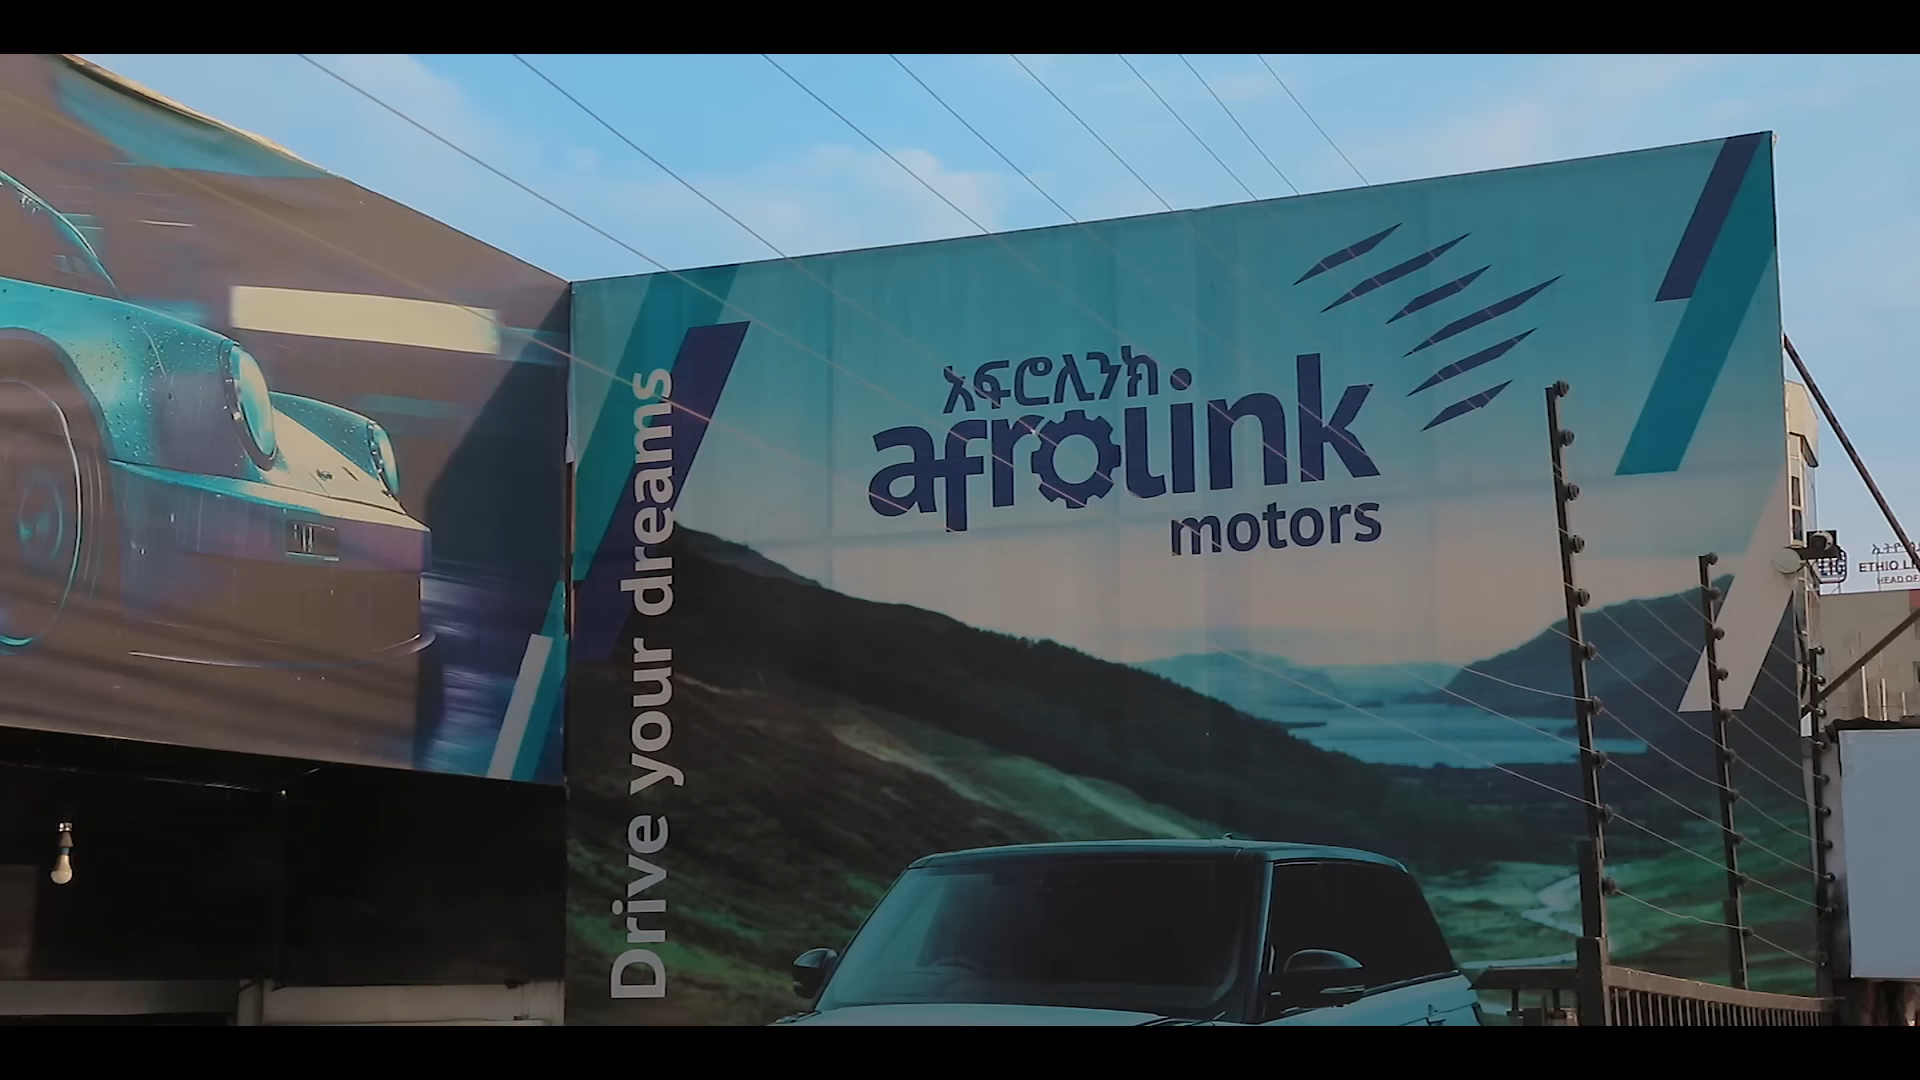 Drive your dreams
አፍሮሊንክ
afrolink
motors
ETHIO